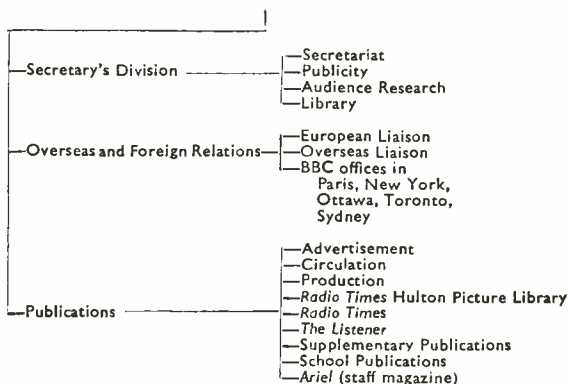 Secretary's Division
Secretariat
Publicity
Audience Research
Library
Overseas and Foreign Relations
European Liaison
Overseas Liaison
BBC offices in
Paris, New York,
Ottawa, Toronto,
Sydney
Publications
Advertisement
Circulation
Production
Radio Times Hulton Picture Library
Radio Times
The Listener
Supplementary Publications
School Publications
Ariel (staff magazine)